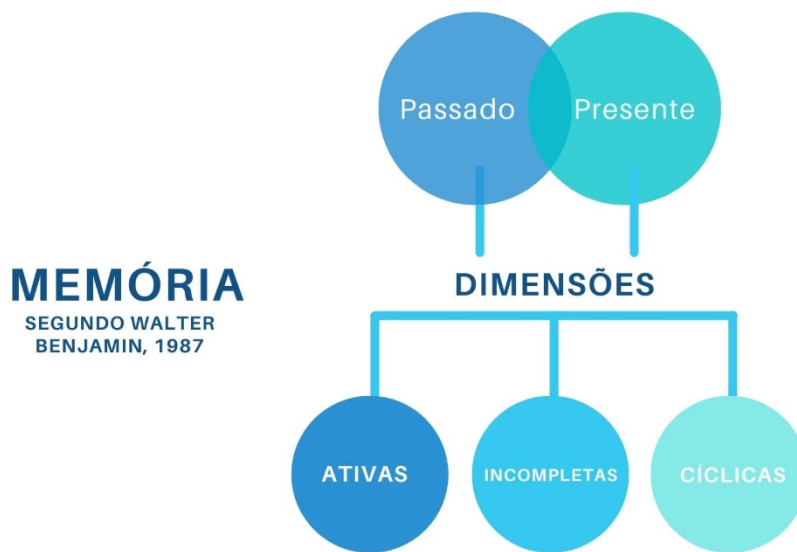 Passado
Presente
MEMÓRIA
SEGUNDO WALTER
BENJAMIN, 1987
DIMENSÕES
ATIVAS
INCOMPLETAS
CÍCLICAS